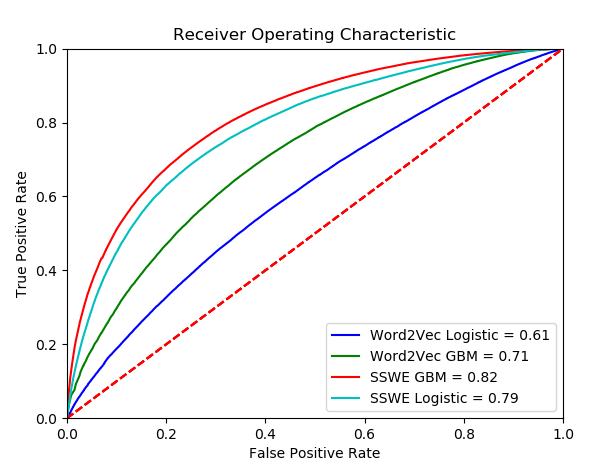 Receiver Operating Characteristic
True Positive Rate
1.0
0.8
0.6
0.4
0.2
0.0
Word2Vec Logistic = 0.61
Word2Vec GBM = 0.71
SSWE GBM = 0.82
SSWE Logistic = 0.79
0.0 0.2 0.4 0.6 0.8 1.0
False Positive Rate